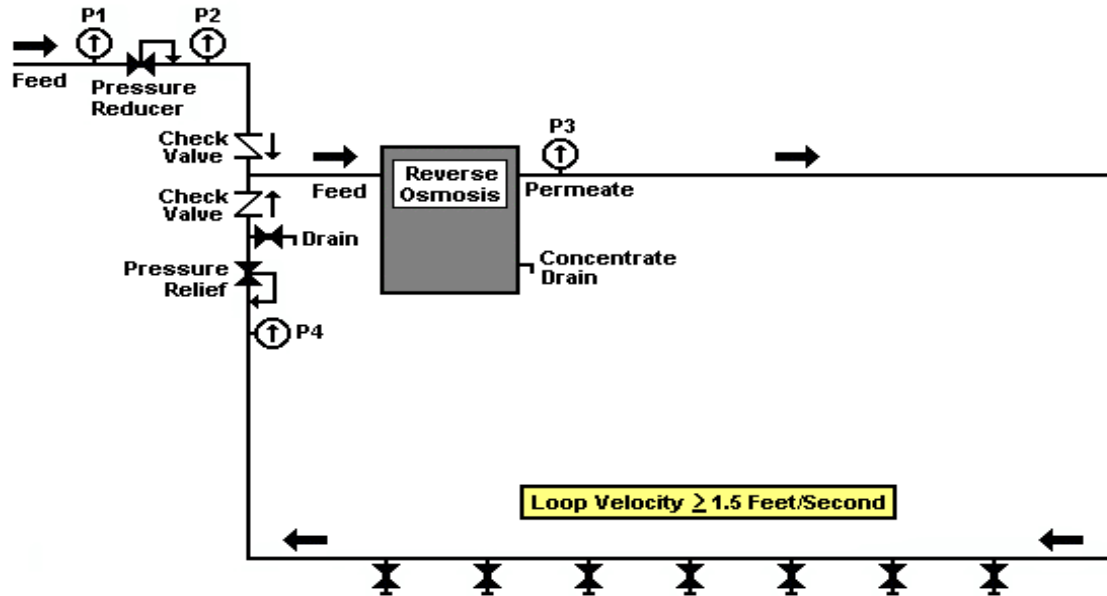 P1
P2
Feed
Pressure
Reducer
Check
Valve
P3
Feed
Reverse
Osmosis
Permeate
Check
Valve
Drain
Concentrate
Drain
Pressure
Relief
P4
Loop Velocity ≥ 1.5 Feet/Second